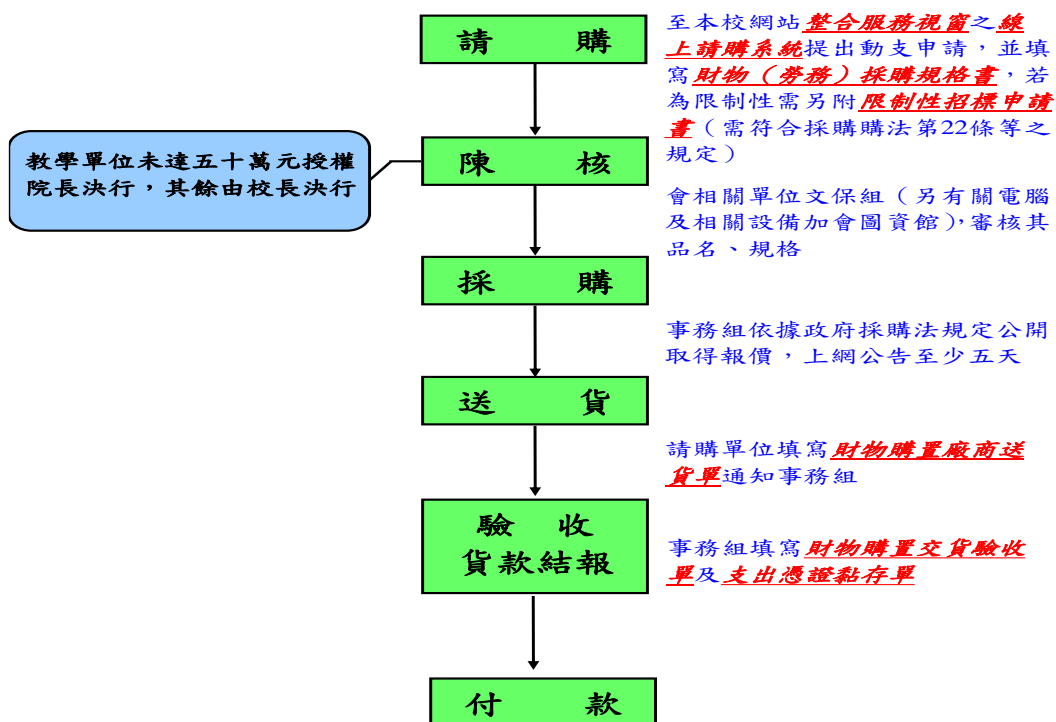 請 購
至本校網站整合服務視窗之線
上請購系統提出動支申請，並填
寫財物（勞務）採購規格書，若
為限制性需另附限制性招標申請
書（需符合採購購法第22條等之
規定）
教學單位未達五十萬元授權
院長決行，其餘由校長決行
陳 核
會相關單位文保組（另有關電腦
及相關設備加會圖資館），審核其
品名、規格
採 購
事務組依據政府採購法規定公開
取得報價，上網公告至少五天
送 貨
請購單位填寫財物購置廠商送
貨單通知事務組
驗 收
貨款結報
事務組填寫財物購置交貨驗收
單及支出憑證黏存單
付 款